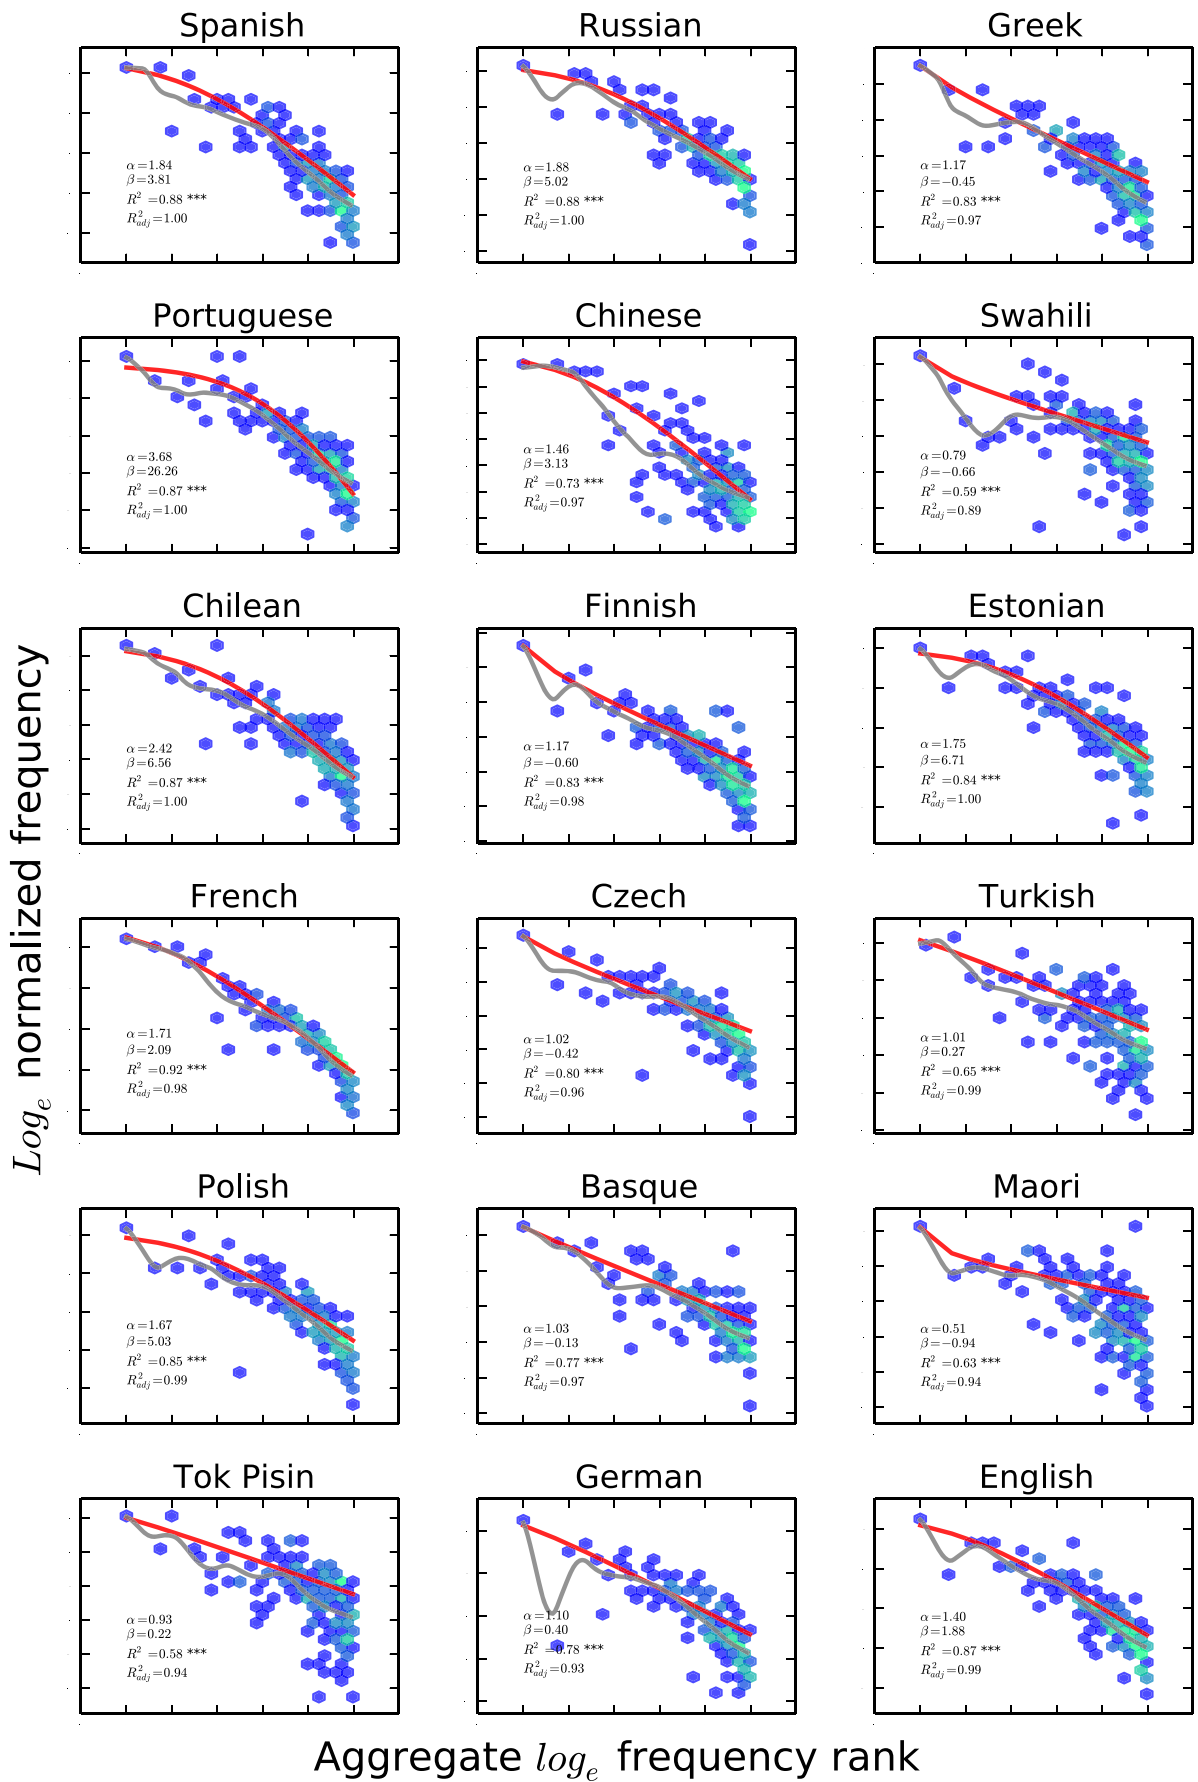 Spanish
α=1.84
β=3.81
R² =0.88 ***
R²adj=1.00
Russian
α=1.88
β=5.02
R² =0.88 ***
R²adj=1.00
Greek
α=1.17
β=−0.45
R² =0.83 ***
R²adj=0.97
Portuguese
α=3.68
β=26.26
R² =0.87 ***
R²adj=1.00
Chinese
α=1.46
β=3.13
R² =0.73 ***
R²adj=0.97
Swahili
α=0.79
β=−0.66
R² =0.59 ***
R²adj=0.89
Chilean
α=2.42
β=6.56
R² =0.87 ***
R²adj=1.00
Finnish
α=1.17
β=−0.60
R² =0.83 ***
R²adj=0.98
Estonian
α=1.75
β=6.71
R² =0.84 ***
R²adj=1.00
French
α=1.71
β=2.09
R² =0.92 ***
R²adj=0.98
Czech
α=1.02
β=−0.42
R² =0.80 ***
R²adj=0.96
Turkish
α=1.01
β=0.27
R² =0.65 ***
R²adj=0.99
Polish
α=1.67
β=5.03
R² =0.85 ***
R²adj=0.99
Basque
α=1.03
β=−0.13
R² =0.77 ***
R²adj=0.97
Maori
α=0.51
β=−0.94
R² =0.63 ***
R²adj=0.94
Tok Pisin
α=0.93
β=0.22
R² =0.58 ***
R²adj=0.94
German
α=1.10
β=0.40
R² =0.78 ***
R²adj=0.93
English
α=1.40
β=1.88
R² =0.87 ***
R²adj=0.99
Logₑ normalized frequency
Aggregate logₑ frequency rank